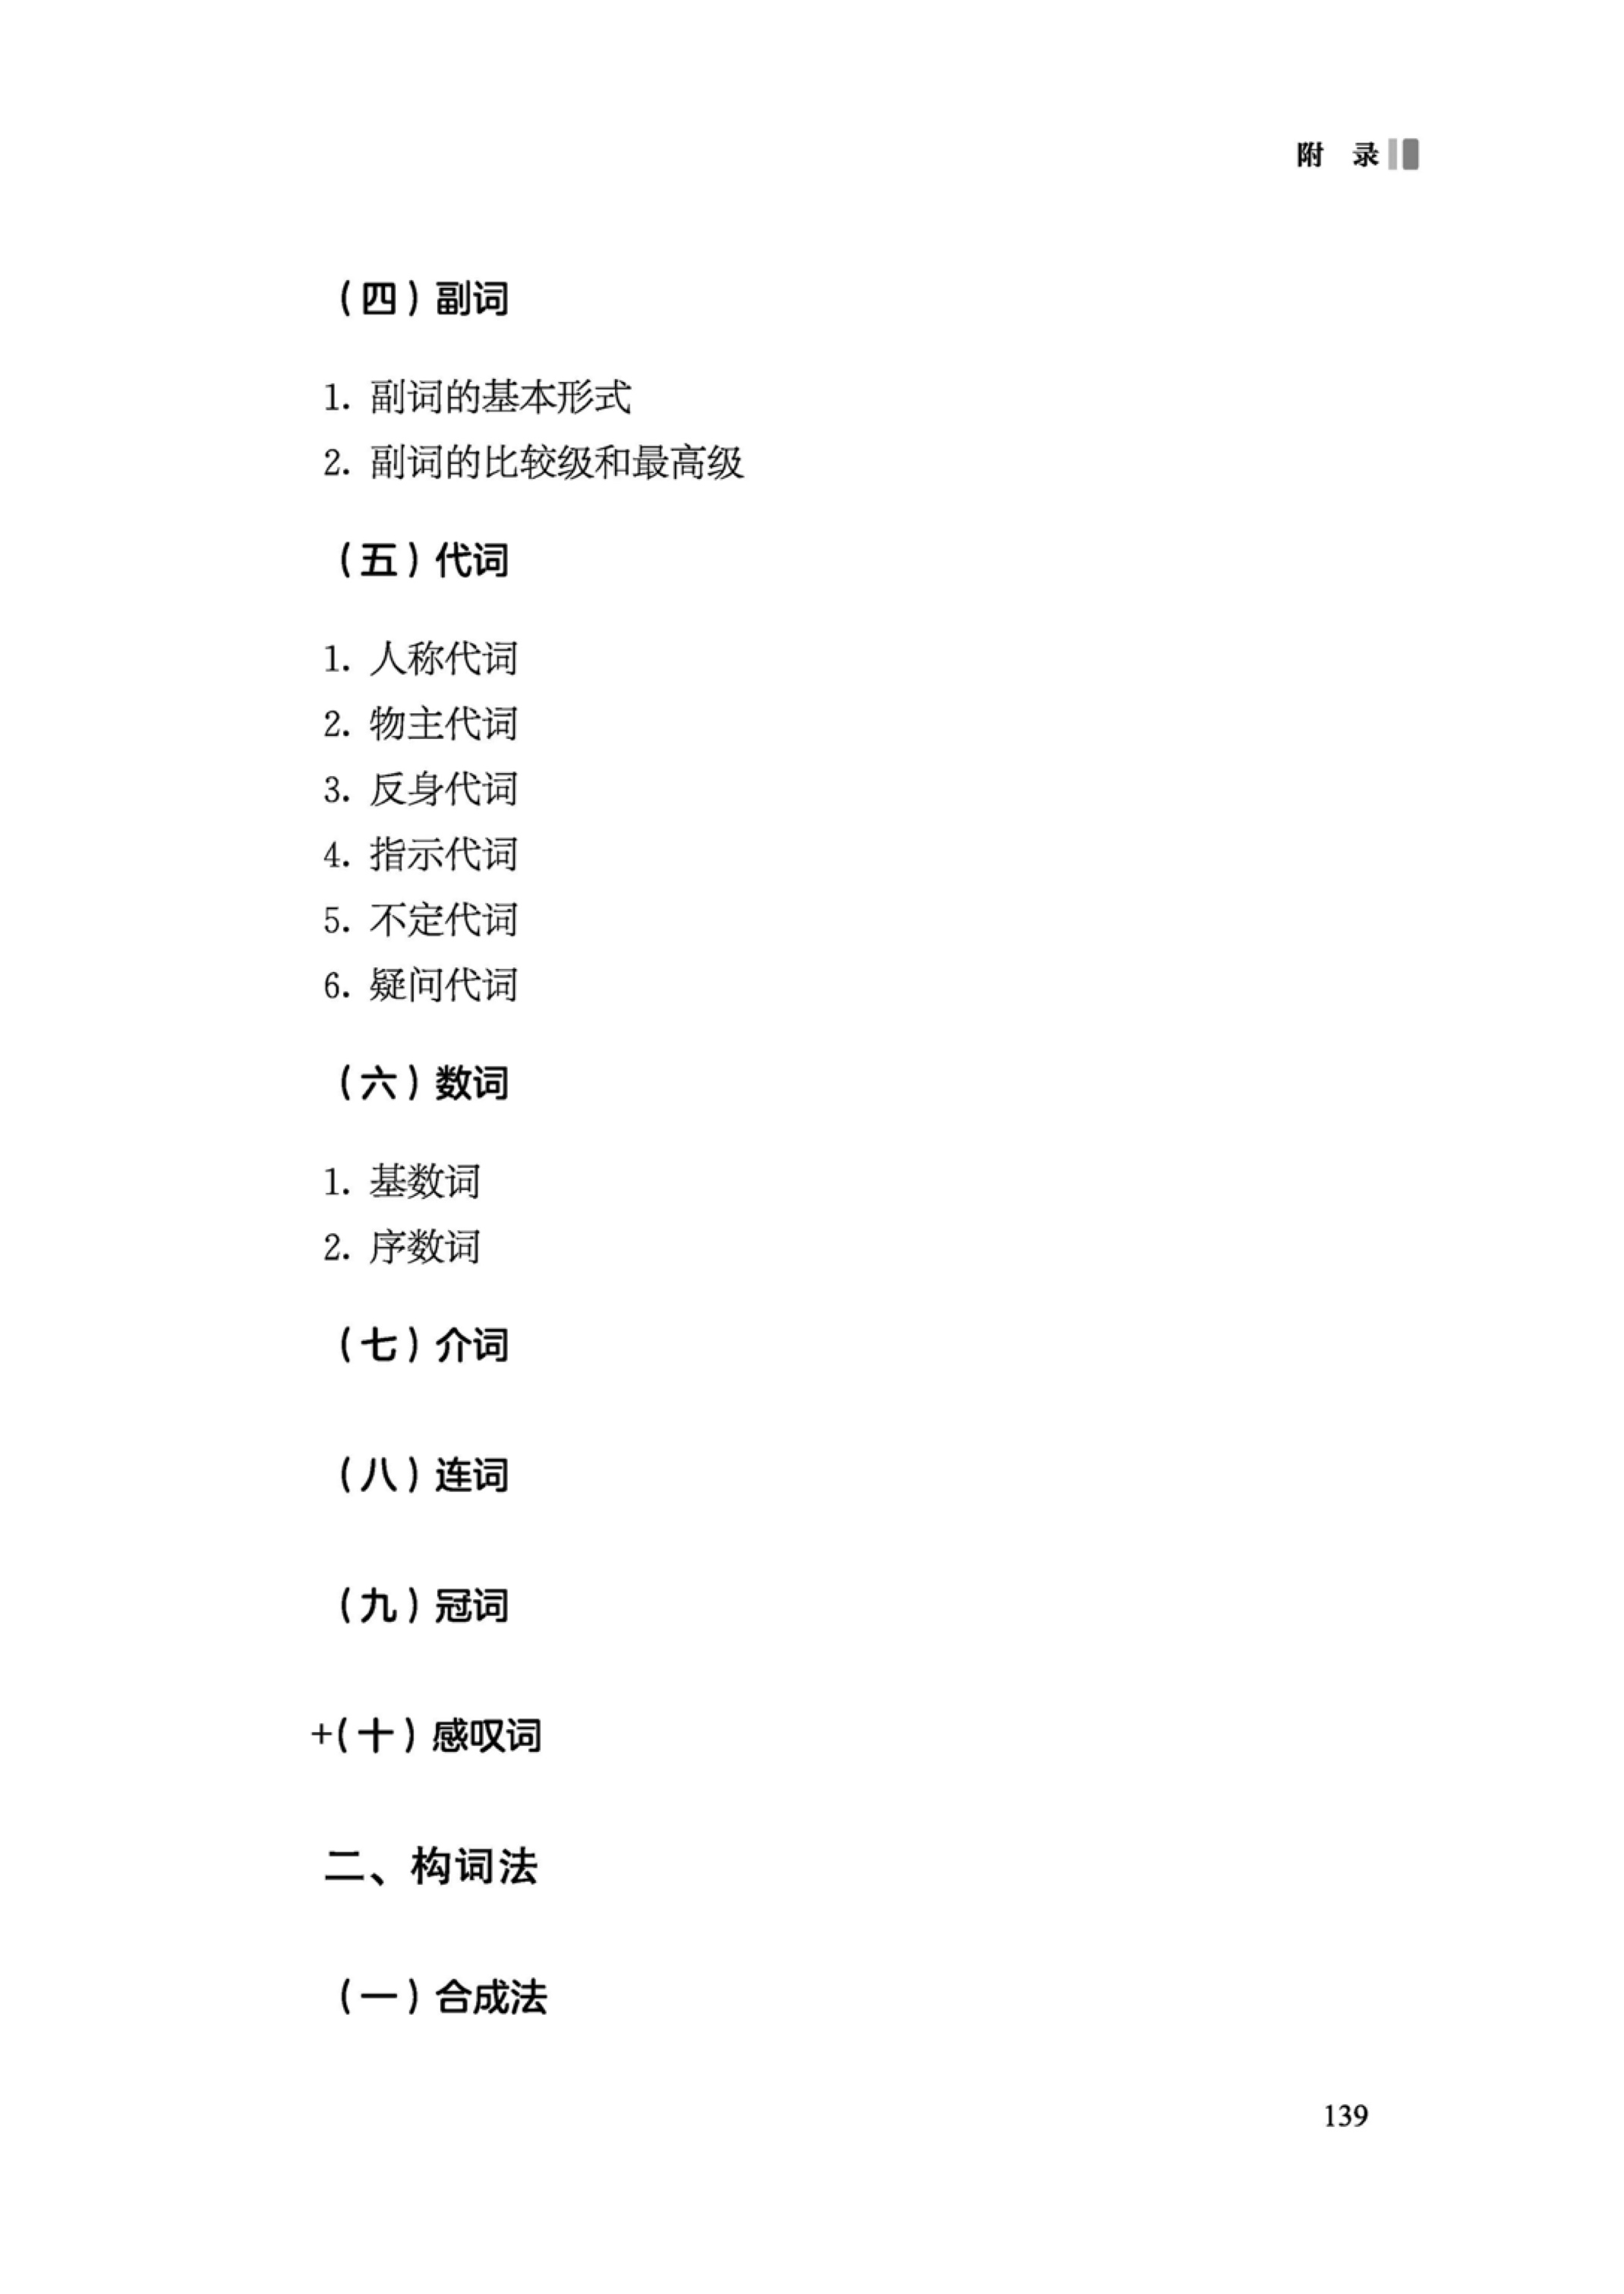 附 录
（四）副词
1. 副词的基本形式
2. 副词的比较级和最高级
（五）代词
1. 人称代词
2. 物主代词
3. 反身代词
4. 指示代词
5. 不定代词
6. 疑问代词
（六）数词
1. 基数词
2. 序数词
（七）介词
（八）连词
（九）冠词
+（十）感叹词
二、构词法
（一）合成法
139